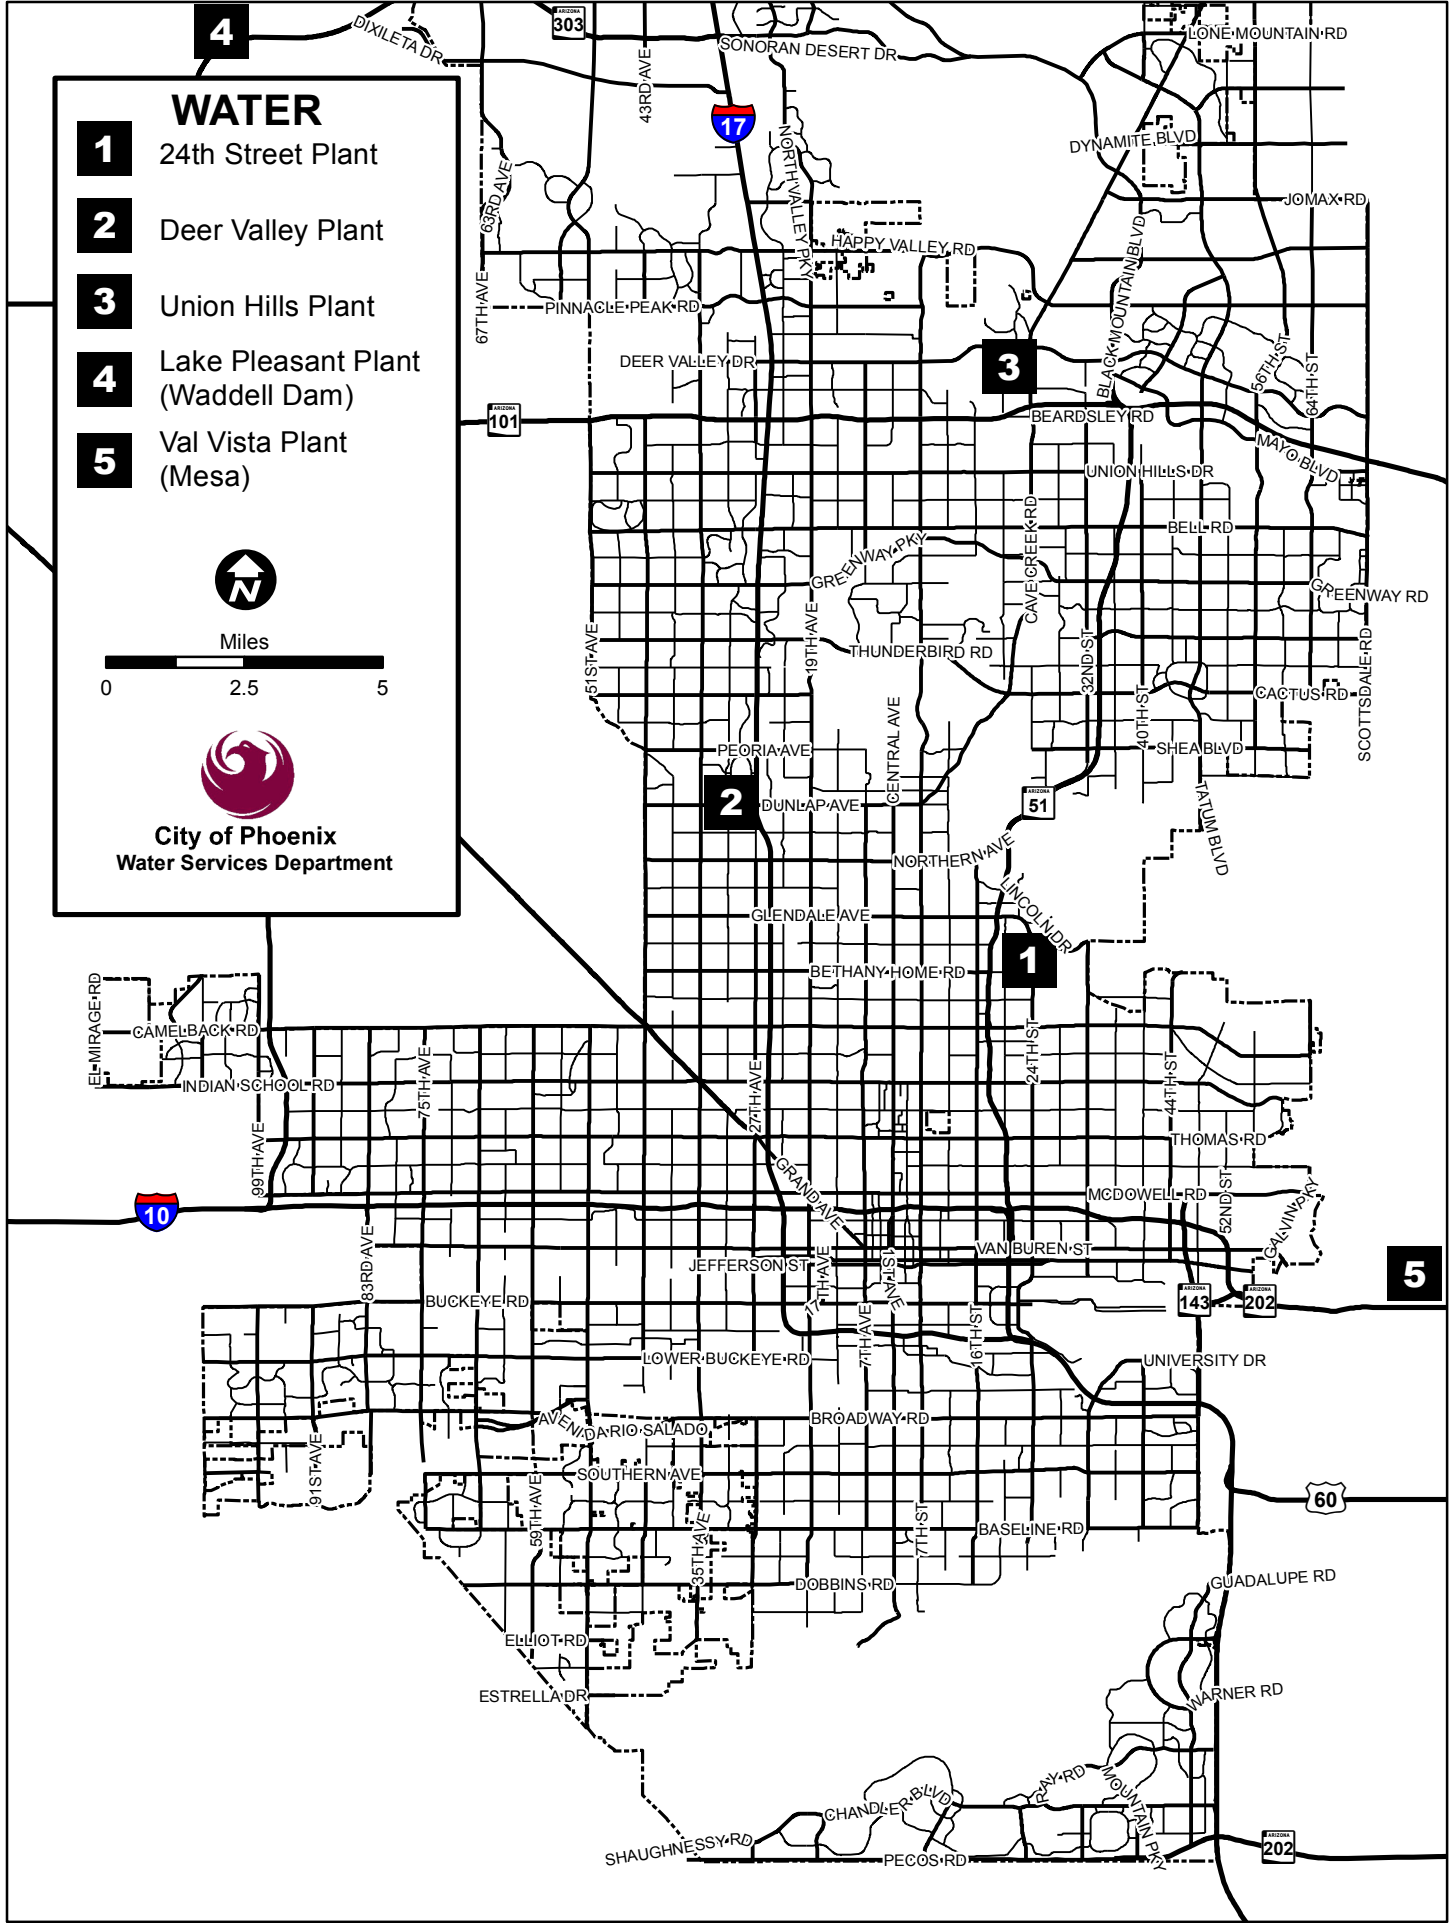 4
DIXILETA DR
ARIZONA
303
43RD AVE
SONORAN DESERT DR
LONE MOUNTAIN RD
WATER
1
24th Street Plant
2
Deer Valley Plant
3
Union Hills Plant
4
Lake Pleasant Plant
(Waddell Dam)
5
Val Vista Plant
(Mesa)
N
Miles
0
2.5
5
City of Phoenix
Water Services Department
17
NORTH VALLEY PKY
DYNAMITE BLVD
63RD AVE
JOMAX RD
HAPPY VALLEY RD
BLACK MOUNTAIN BLVD
67TH AVE
PINNACLE PEAK RD
DEER VALLEY DR
3
56TH ST
64TH ST
ARIZONA
101
BEARDSLEY RD
MAYO BLVD
UNION HILLS DR
CAVE CREEK RD
BELL RD
GREENWAY PKY
GREENWAY RD
51ST AVE
19TH AVE
THUNDERBIRD RD
32ND ST
SCOTTSDALE RD
CACTUS RD
40TH ST
CENTRAL AVE
PEORIA AVE
SHEA BLVD
2
DUNLAP AVE
ARIZONA
51
TATUM BLVD
NORTHERN AVE
LINCOLN DR
GLENDALE AVE
1
BETHANY HOME RD
EL MIRAGE RD
CAMELBACK RD
INDIAN SCHOOL RD
75TH AVE
27TH AVE
24TH ST
44TH ST
99TH AVE
THOMAS RD
GRAND AVE
MCDOWELL RD
52ND ST
GALVIN PKY
10
83RD AVE
VAN BUREN ST
JEFFERSON ST
17TH AVE
1ST AVE
5
BUCKEYE RD
ARIZONA
143
ARIZONA
202
7TH AVE
16TH ST
LOWER BUCKEYE RD
UNIVERSITY DR
AVENIDA RIO SALADO
BROADWAY RD
91ST AVE
SOUTHERN AVE
60
59TH AVE
35TH AVE
7TH ST
BASELINE RD
DOBBINS RD
GUADALUPE RD
ELLIOT RD
ESTRELLA DR
WARNER RD
RAY RD
MOUNTAIN PKY
CHANDLER BLVD
SHAUGHNESSY RD
PECOS RD
ARIZONA
202